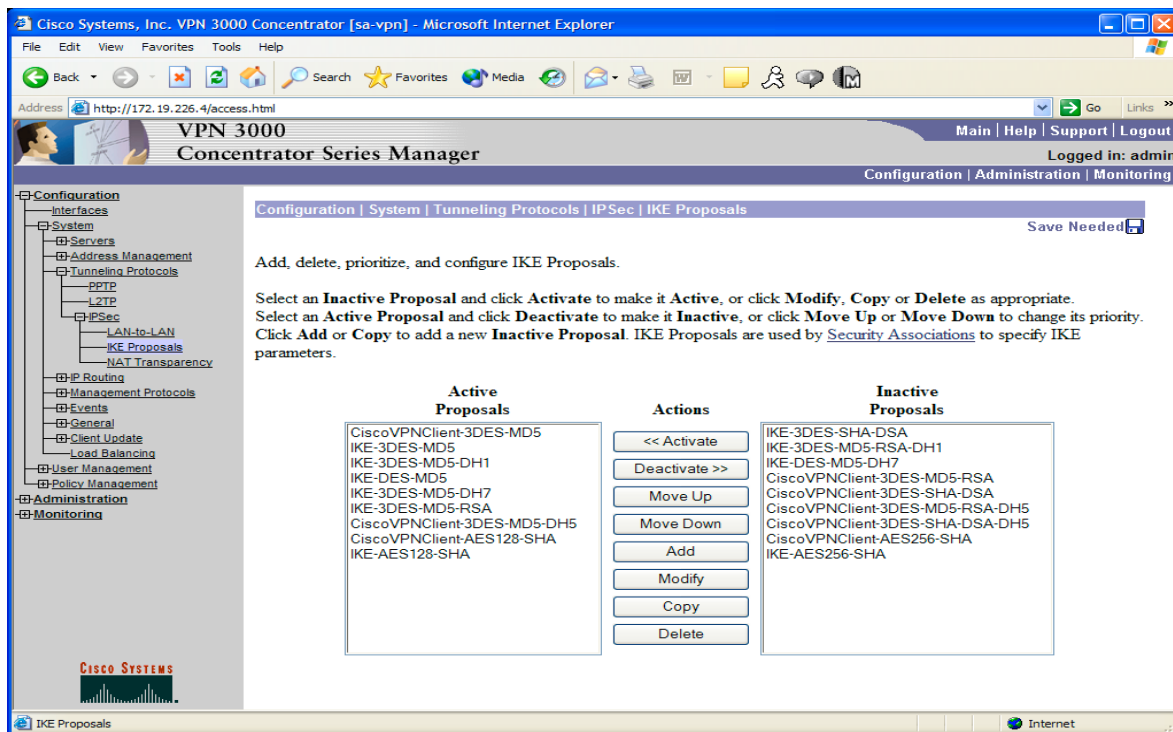 Cisco Systems, Inc. VPN 3000 Concentrator [sa-vpn] - Microsoft Internet Explorer
File Edit View Favorites Tools Help
Back Search Favorites Media
Address http://172.19.226.4/access.html Go Links »
VPN 3000
Concentrator Series Manager
Main | Help | Support | Logout
Logged in: admin
Configuration | Administration | Monitoring
Configuration
Interfaces
System
Servers
Address Management
Tunneling Protocols
PPTP
L2TP
IPSec
LAN-to-LAN
IKE Proposals
NAT Transparency
IP Routing
Management Protocols
Events
General
Client Update
Load Balancing
User Management
Policy Management
Administration
Monitoring
CISCO SYSTEMS
Configuration | System | Tunneling Protocols | IPSec | IKE Proposals
Save Needed
Add, delete, prioritize, and configure IKE Proposals.
Select an Inactive Proposal and click Activate to make it Active, or click Modify, Copy or Delete as appropriate.
Select an Active Proposal and click Deactivate to make it Inactive, or click Move Up or Move Down to change its priority.
Click Add or Copy to add a new Inactive Proposal. IKE Proposals are used by Security Associations to specify IKE
parameters.
Active
Proposals
CiscoVPNClient-3DES-MD5
IKE-3DES-MD5
IKE-3DES-MD5-DH1
IKE-DES-MD5
IKE-3DES-MD5-DH7
IKE-3DES-MD5-RSA
CiscoVPNClient-3DES-MD5-DH5
CiscoVPNClient-AES128-SHA
IKE-AES128-SHA
Actions
<< Activate
Deactivate >>
Move Up
Move Down
Add
Modify
Copy
Delete
Inactive
Proposals
IKE-3DES-SHA-DSA
IKE-3DES-MD5-RSA-DH1
IKE-DES-MD5-DH7
CiscoVPNClient-3DES-MD5-RSA
CiscoVPNClient-3DES-SHA-DSA
CiscoVPNClient-3DES-MD5-RSA-DH5
CiscoVPNClient-3DES-SHA-DSA-DH5
CiscoVPNClient-AES256-SHA
IKE-AES256-SHA
IKE Proposals
Internet